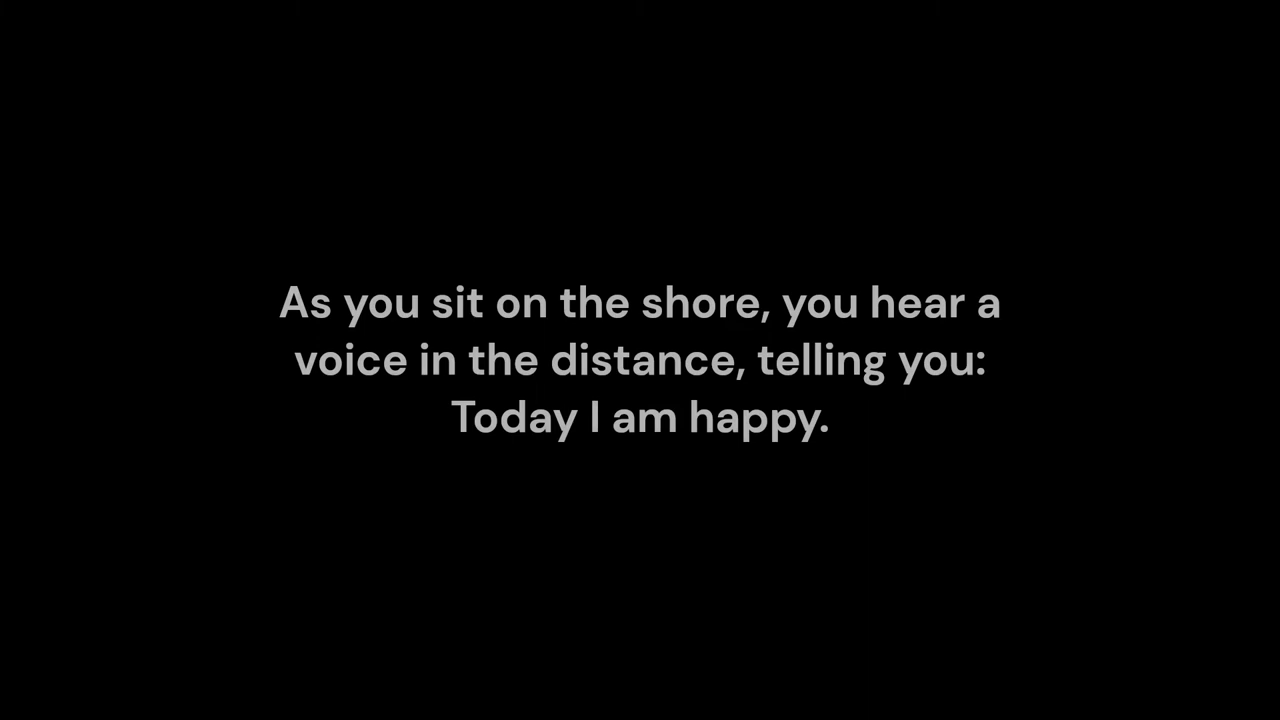 As you sit on the shore, you hear a
voice in the distance, telling you:
Today I am happy.